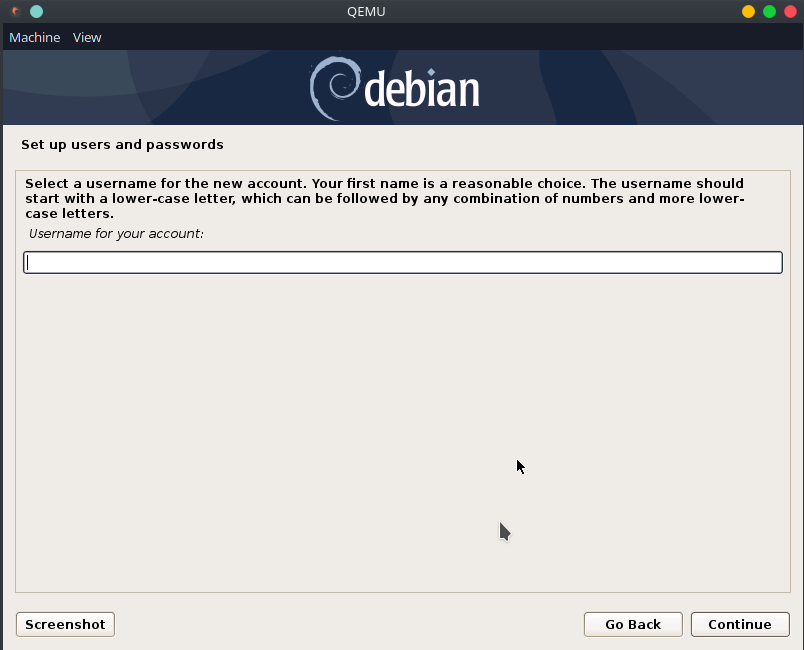 QEMU
Machine View
debian
Set up users and passwords
Select a username for the new account. Your first name is a reasonable choice. The username should
start with a lower-case letter, which can be followed by any combination of numbers and more lower-
case letters.
Username for your account:
Screenshot Go Back Continue